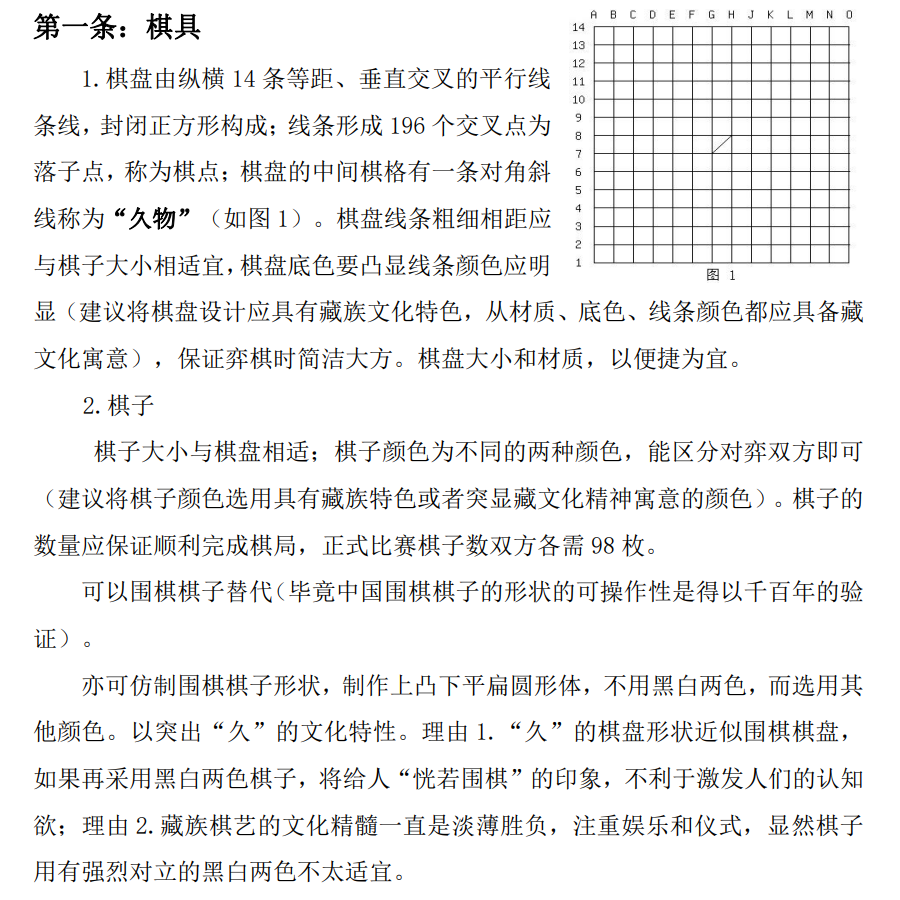 第一条：棋具
1.棋盘由纵横 14 条等距、垂直交叉的平行线
条线，封闭正方形构成；线条形成 196 个交叉点为
落子点，称为棋点；棋盘的中间棋格有一条对角斜
线称为“久物”（如图 1）。棋盘线条粗细相距应
与棋子大小相适宜，棋盘底色要凸显线条颜色应明
A B C D E F G H J K L M N O
14
13
12
11
10
9
8
7
6
5
4
3
2
1
图 1
显（建议将棋盘设计应具有藏族文化特色，从材质、底色、线条颜色都应具备藏
文化寓意），保证弈棋时简洁大方。棋盘大小和材质，以便捷为宜。
2.棋子
棋子大小与棋盘相适；棋子颜色为不同的两种颜色，能区分对弈双方即可
（建议将棋子颜色选用具有藏族特色或者突显藏文化精神寓意的颜色）。棋子的
数量应保证顺利完成棋局，正式比赛棋子数双方各需 98 枚。
可以围棋棋子替代（毕竟中国围棋棋子的形状的可操作性是得以千百年的验
证）。
亦可仿制围棋棋子形状，制作上凸下平扁圆形体，不用黑白两色，而选用其
他颜色。以突出“久”的文化特性。理由 1.“久”的棋盘形状近似围棋棋盘，
如果再采用黑白两色棋子，将给人“恍若围棋”的印象，不利于激发人们的认知
欲；理由 2.藏族棋艺的文化精髓一直是淡薄胜负，注重娱乐和仪式，显然棋子
用有强烈对立的黑白两色不太适宜。